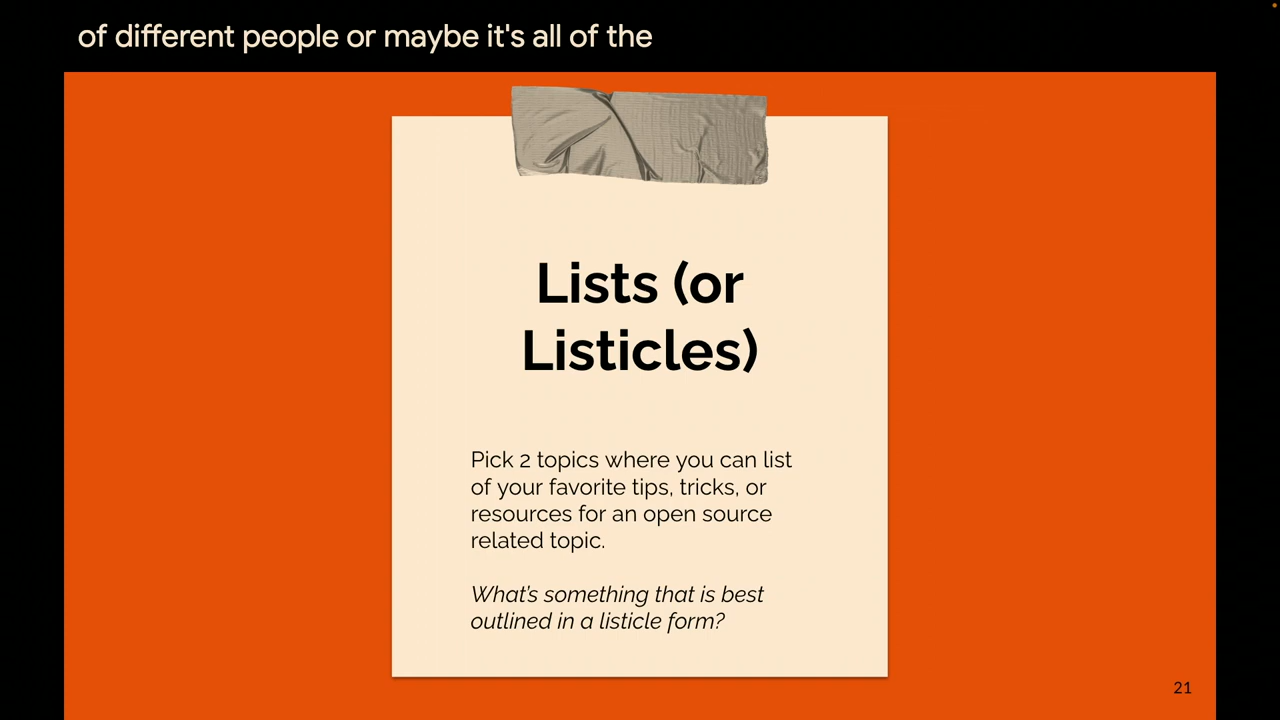 of different people or maybe it's all of the
Lists (or
Listicles)
Pick 2 topics where you can list
of your favorite tips, tricks, or
resources for an open source
related topic.
What's something that is best
outlined in a listicle form?
21